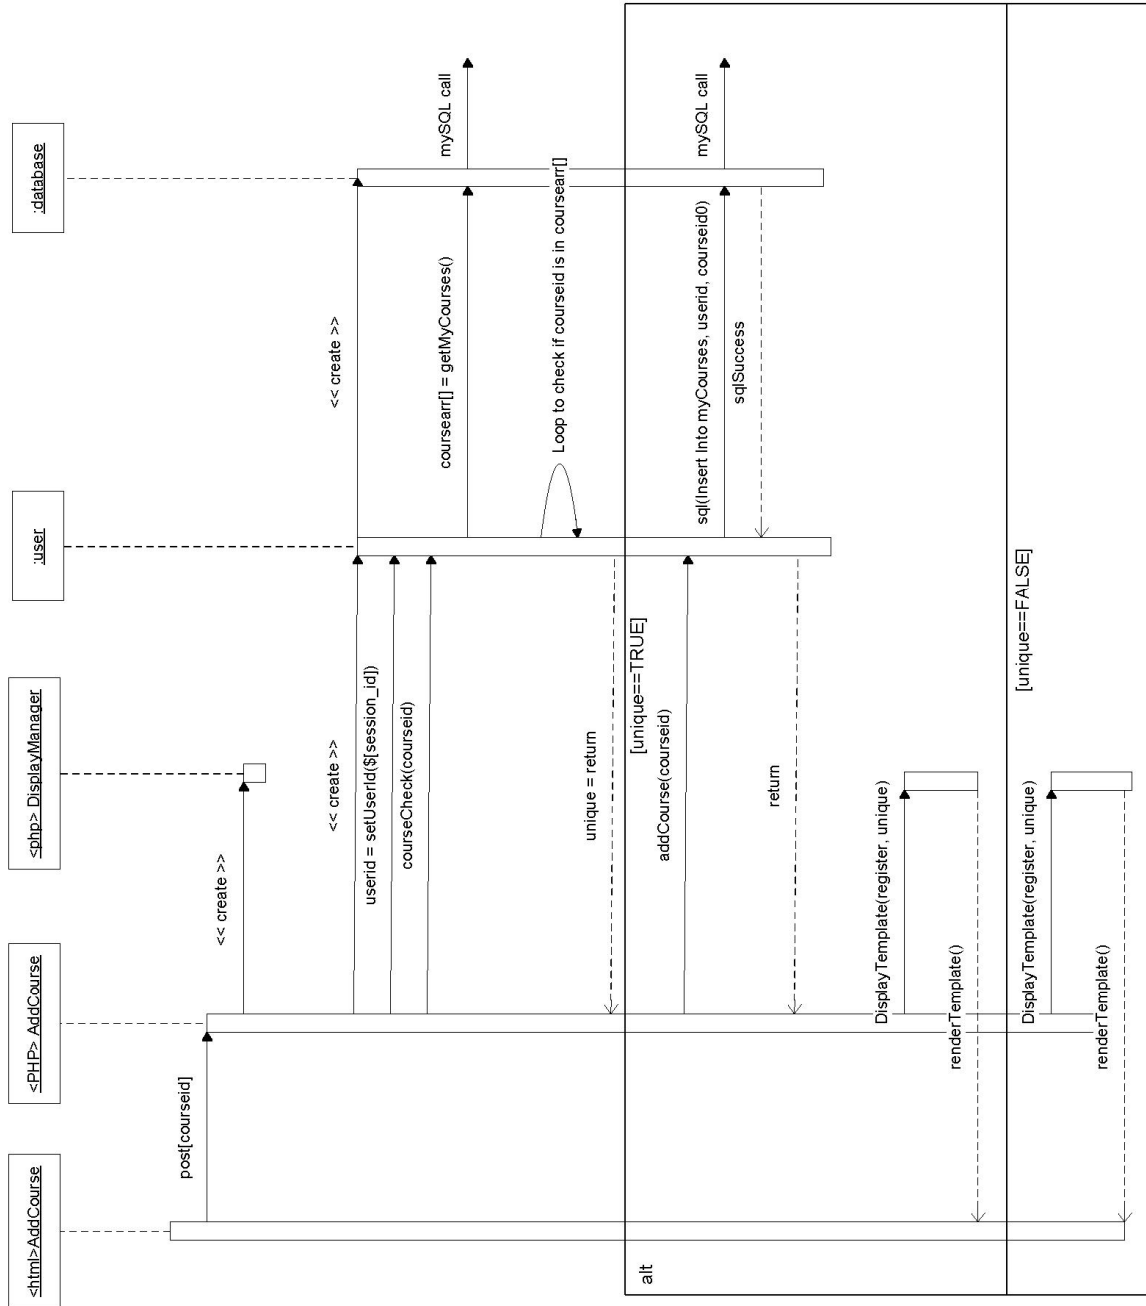 <html>AddCourse
<PHP> AddCourse
<php> DisplayManager
:user
:database
post[courseid]
<< create >>
<< create >>
<< create >>
userid = setUserId($[session_id])
courseCheck(courseid)
coursearr[] = getMyCourses()
mySQL call
Loop to check if courseid is in coursearr[]
unique = return
alt
[unique==TRUE]
addCourse(courseid)
sql(Insert Into myCourses, userid, courseid0)
mySQL call
sqlSuccess
return
DisplayTemplate(register, unique)
renderTemplate()
[unique==FALSE]
DisplayTemplate(register, unique)
renderTemplate()